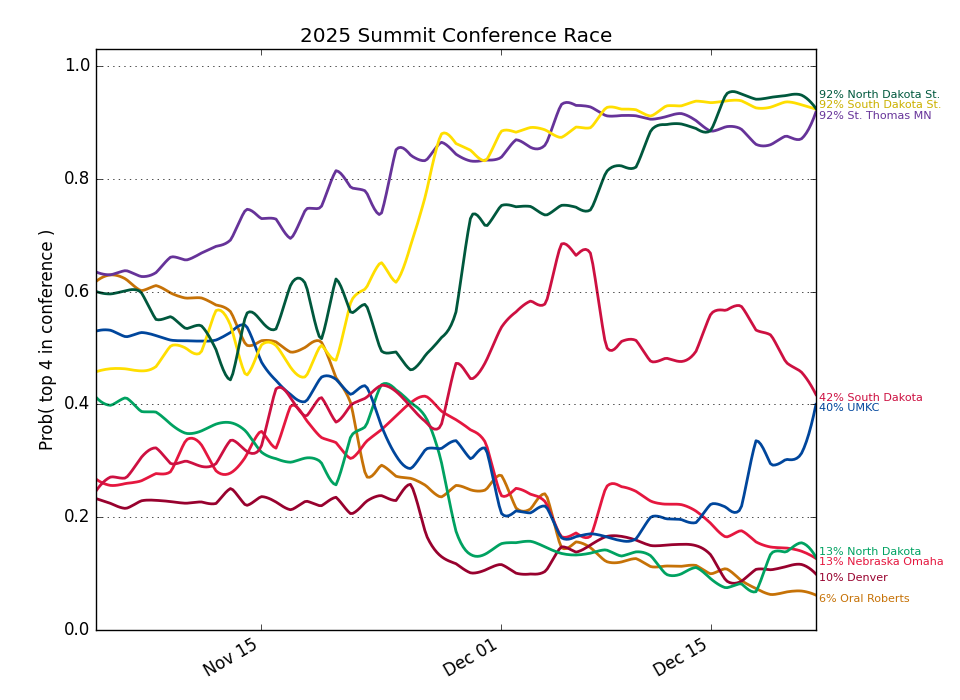 2025 Summit Conference Race
Prob( top 4 in conference )
1.0
0.8
0.6
0.4
0.2
0.0
Nov 15
Dec 01
Dec 15
92% North Dakota St.
92% South Dakota St.
92% St. Thomas MN
42% South Dakota
40% UMKC
13% North Dakota
13% Nebraska Omaha
10% Denver
6% Oral Roberts